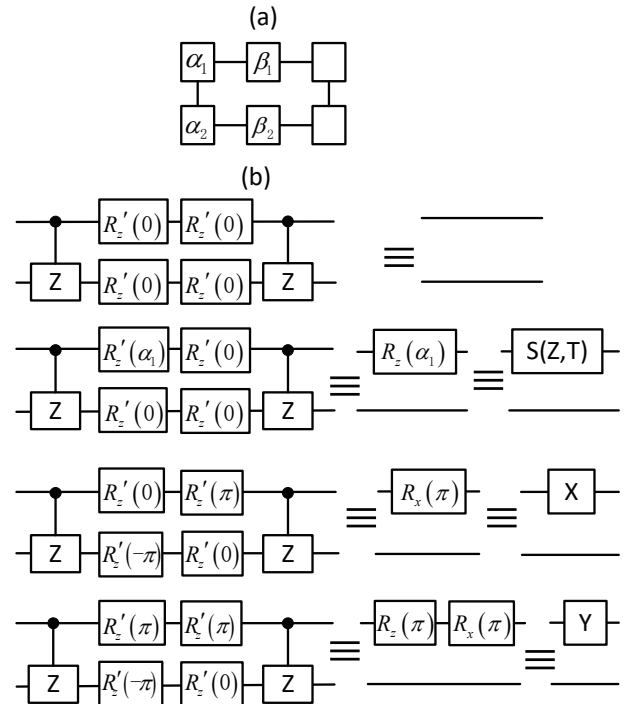 (a)
α₁ β₁
α₂ β₂
(b)
R_z'(0) R_z'(0)
Z R_z'(0) R_z'(0) Z ≡
R_z'(α₁) R_z'(0) R_z(α₁) S(Z,T)
Z R_z'(0) R_z'(0) Z ≡ ≡
R_z'(0) R_z'(π) R_x(π) X
Z R_z'(-π) R_z'(0) Z ≡ ≡
R_z'(π) R_z'(π) R_z(π) R_x(π) Y
Z R_z'(-π) R_z'(0) Z ≡ ≡